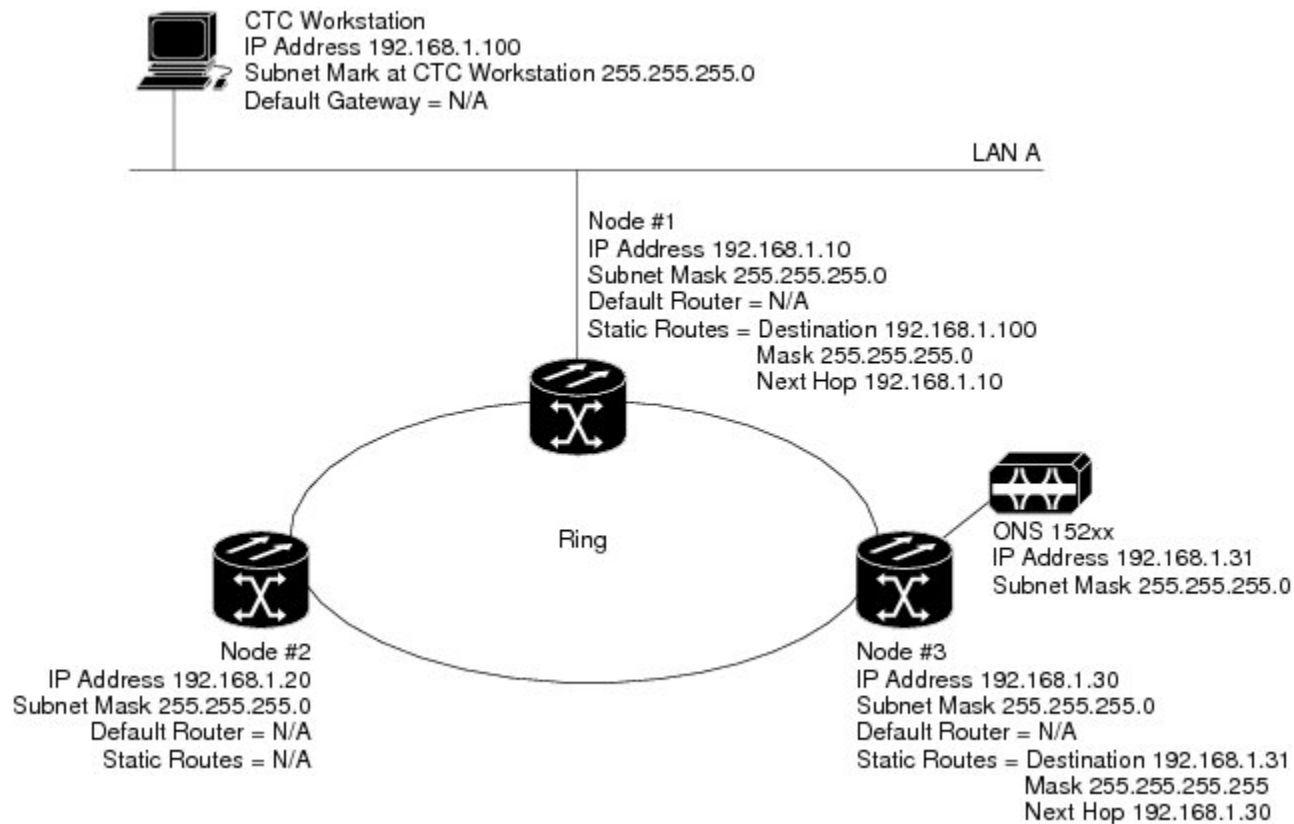 CTC Workstation
IP Address 192.168.1.100
Subnet Mark at CTC Workstation 255.255.255.0
Default Gateway = N/A
LAN A
Node #1
IP Address 192.168.1.10
Subnet Mask 255.255.255.0
Default Router = N/A
Static Routes = Destination 192.168.1.100
Mask 255.255.255.0
Next Hop 192.168.1.10
Ring
ONS 152xx
IP Address 192.168.1.31
Subnet Mask 255.255.255.0
Node #2
IP Address 192.168.1.20
Subnet Mask 255.255.255.0
Default Router = N/A
Static Routes = N/A
Node #3
IP Address 192.168.1.30
Subnet Mask 255.255.255.0
Default Router = N/A
Static Routes = Destination 192.168.1.31
Mask 255.255.255.255
Next Hop 192.168.1.30